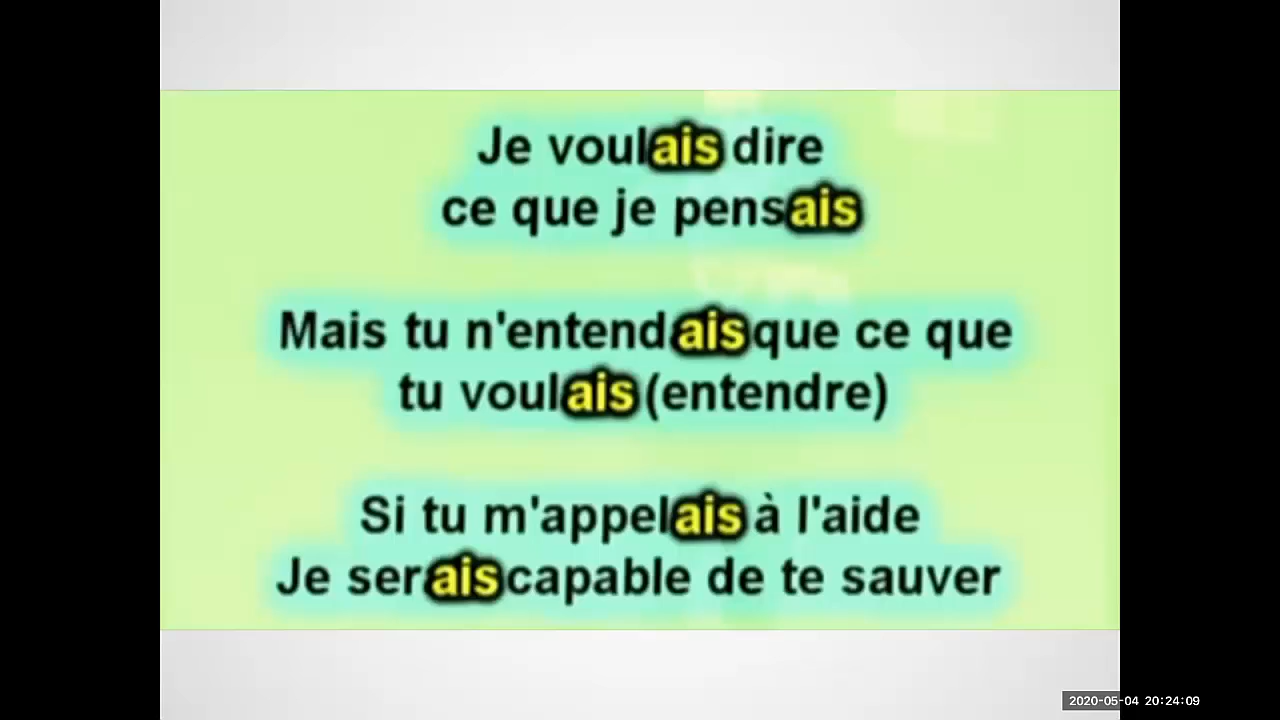 Je voulais dire
ce que je pensais
Mais tu n'entendais que ce que
tu voulais (entendre)
Si tu m'appelais à l'aide
Je serais capable de te sauver
2020-05-04 20:24:09